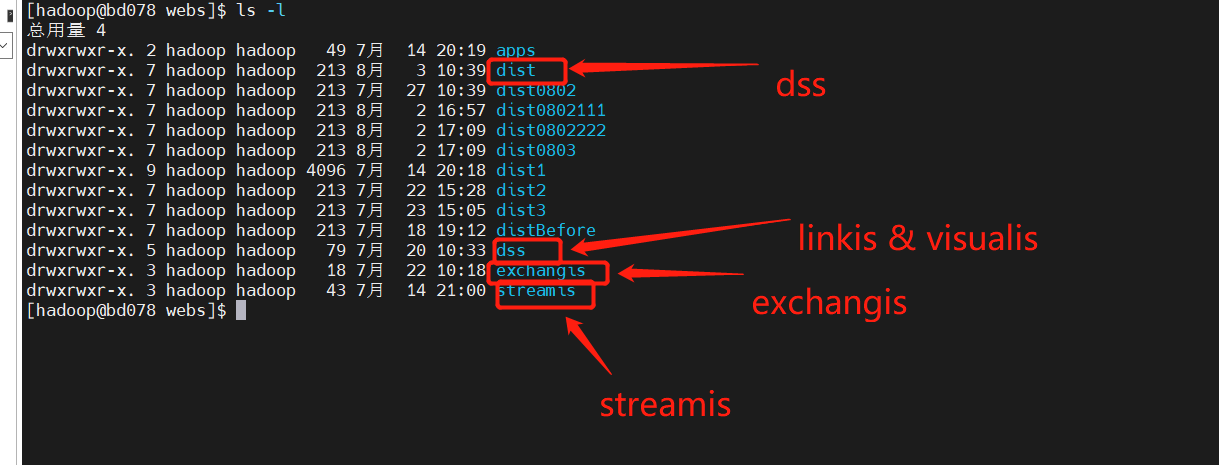 [hadoop@bd078 webs]$ ls -l
总用量 4
drwxrwxr-x. 2 hadoop hadoop 49 7月 14 20:19 apps
drwxrwxr-x. 7 hadoop hadoop 213 8月 3 10:39 dist
dss
drwxrwxr-x. 7 hadoop hadoop 213 7月 27 10:39 dist0802
drwxrwxr-x. 7 hadoop hadoop 213 8月 2 16:57 dist0802111
drwxrwxr-x. 7 hadoop hadoop 213 8月 2 17:09 dist0802222
drwxrwxr-x. 7 hadoop hadoop 213 8月 2 17:09 dist0803
drwxrwxr-x. 9 hadoop hadoop 4096 7月 14 20:18 dist1
drwxrwxr-x. 7 hadoop hadoop 213 7月 22 15:28 dist2
drwxrwxr-x. 7 hadoop hadoop 213 7月 23 15:05 dist3
drwxrwxr-x. 7 hadoop hadoop 213 7月 18 19:12 distBefore
linkis & visualis
drwxrwxr-x. 5 hadoop hadoop 79 7月 20 10:33 dss
drwxrwxr-x. 3 hadoop hadoop 18 7月 22 10:18 exchangis
exchangis
drwxrwxr-x. 3 hadoop hadoop 43 7月 14 21:00 streamis
[hadoop@bd078 webs]$
streamis